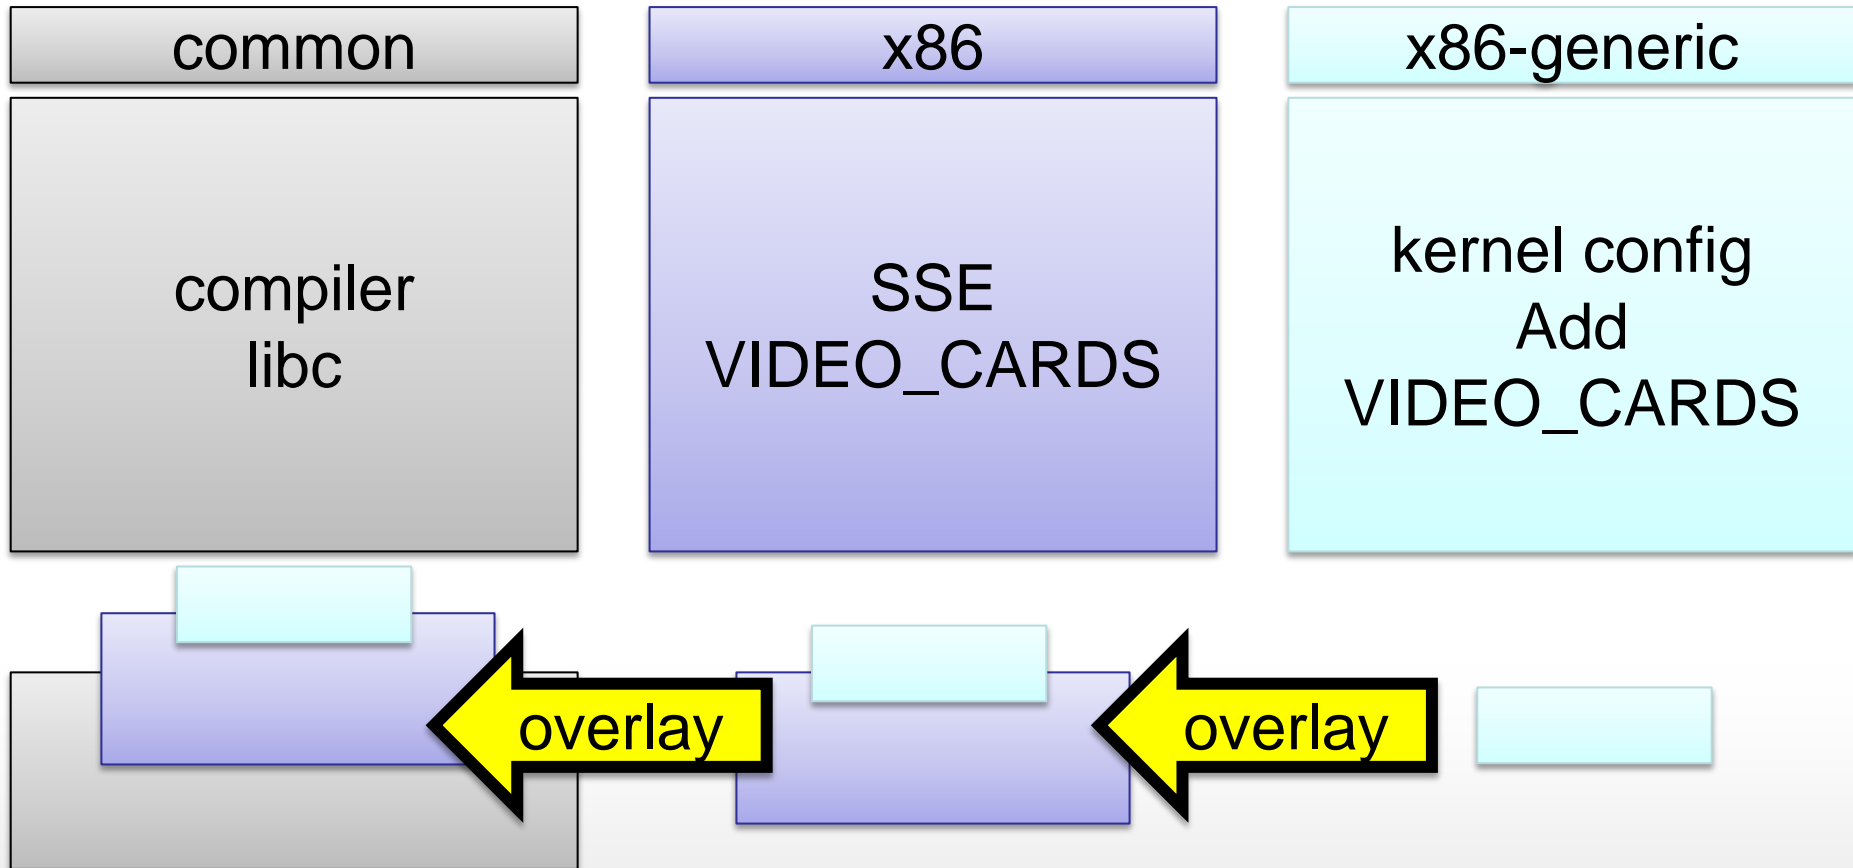 common
x86
x86-generic
compiler
libc
SSE
VIDEO_CARDS
kernel config
Add
VIDEO_CARDS
overlay
overlay